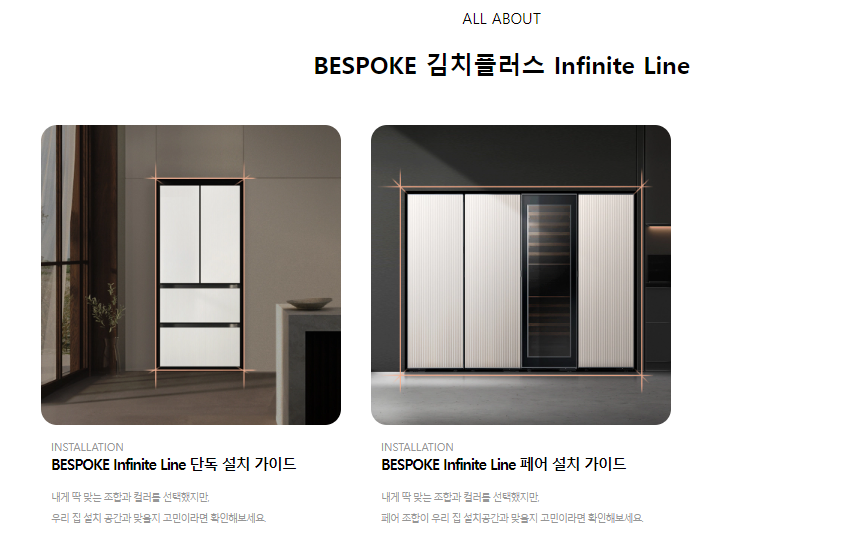 ALL ABOUT
BESPOKE 김치플러스 Infinite Line
INSTALLATION
BESPOKE Infinite Line 단독 설치 가이드
내게 딱 맞는 조합과 컬러를 선택했지만,
우리 집 설치 공간과 맞을지 고민이라면 확인해보세요.
INSTALLATION
BESPOKE Infinite Line 페어 설치 가이드
내게 딱 맞는 조합과 컬러를 선택했지만,
페어 조합이 우리 집 설치공간과 맞을지 고민이라면 확인해보세요.